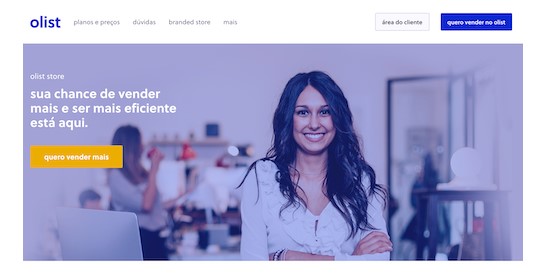 olist planos e preços dúvidas branded store mais área do cliente quero vender no olist
olist store
sua chance de vender
mais e ser mais eficiente
está aqui.
quero vender mais